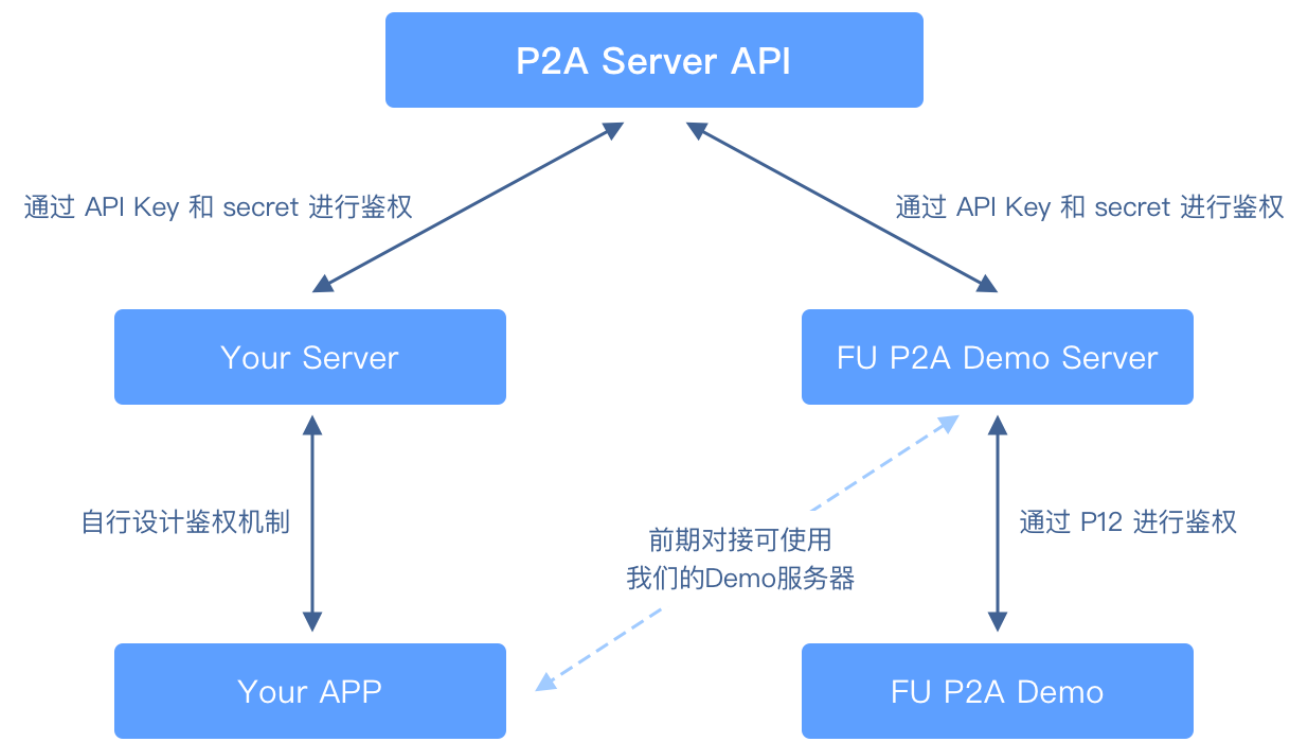 P2A Server API
通过 API Key 和 secret 进行鉴权
通过 API Key 和 secret 进行鉴权
Your Server
FU P2A Demo Server
自行设计鉴权机制
前期对接可使用
我们的Demo服务器
通过 P12 进行鉴权
Your APP
FU P2A Demo